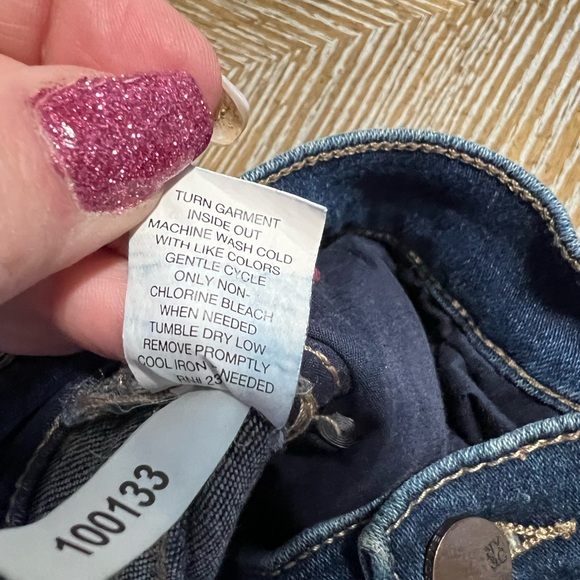 TURN GARMENT
INSIDE OUT
MACHINE WASH COLD
WITH LIKE COLORS
GENTLE CYCLE
ONLY NON-
CHLORINE BLEACH
WHEN NEEDED
TUMBLE DRY LOW
REMOVE PROMPTLY
COOL IRON NEEDED
23
100133